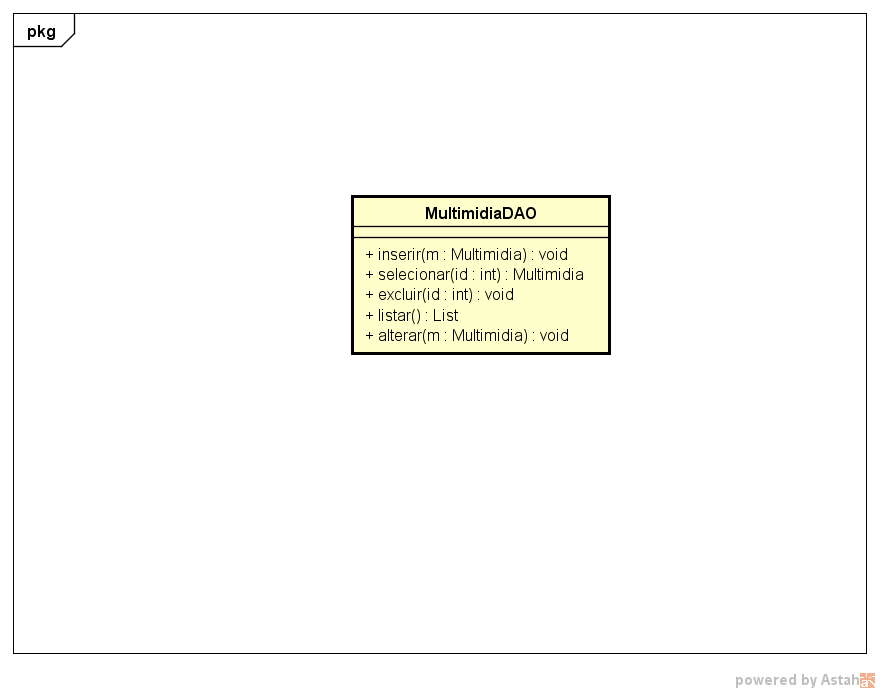 pkg
MultimidiaDAO
+ inserir(m : Multimidia) : void
+ selecionar(id : int) : Multimidia
+ excluir(id : int) : void
+ listar() : List
+ alterar(m : Multimidia) : void
powered by Astah